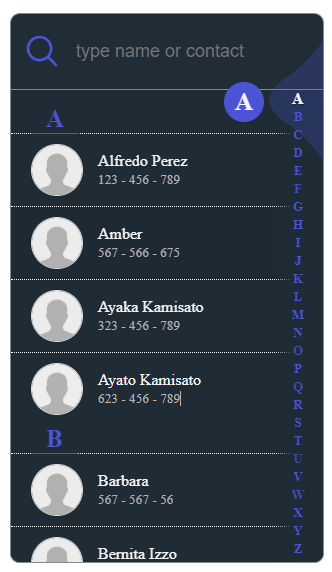 type name or contact
A
A
Alfredo Perez
123 - 456 - 789
Amber
567 - 566 - 675
Ayaka Kamisato
323 - 456 - 789
Ayato Kamisato
623 - 456 - 789
B
Barbara
567 - 567 - 56
Bernita Izzo
A
B
C
D
E
F
G
H
I
J
K
L
M
N
O
P
Q
R
S
T
U
V
W
X
Y
Z